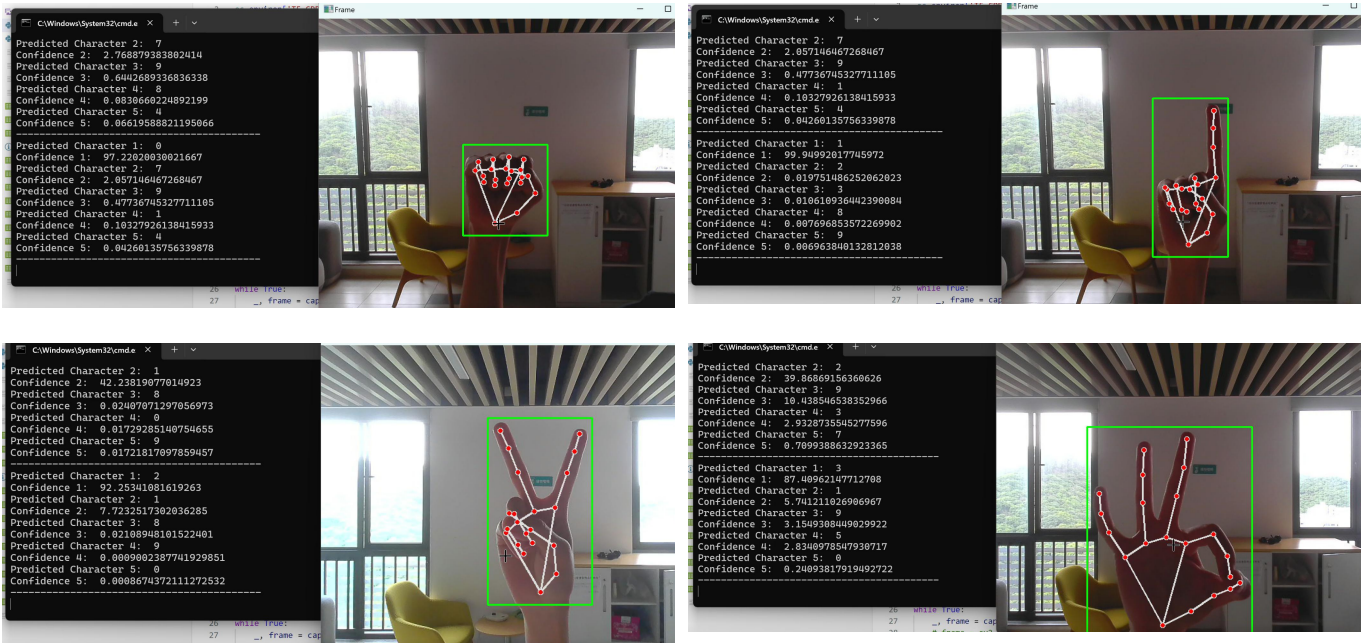 C:\Windows\System32\cmd.e
Predicted Character 2: 7
Confidence 2: 2.768879383802414
Predicted Character 3: 9
Confidence 3: 0.6442689336836338
Predicted Character 4: 8
Confidence 4: 0.0830660224892199
Predicted Character 5: 4
Confidence 5: 0.06619588821195066
-----------------------------------------
Predicted Character 1: 0
Confidence 1: 97.22020030021667
Predicted Character 2: 7
Confidence 2: 2.057146467268467
Predicted Character 3: 9
Confidence 3: 0.47736745327711105
Predicted Character 4: 1
Confidence 4: 0.10327926138415933
Predicted Character 5: 4
Confidence 5: 0.04260135756339878
-----------------------------------------
26 while True:
27 _, frame = cap
Frame
C:\Windows\System32\cmd.e
Predicted Character 2: 7
Confidence 2: 2.057146467268467
Predicted Character 3: 9
Confidence 3: 0.47736745327711105
Predicted Character 4: 1
Confidence 4: 0.10327926138415933
Predicted Character 5: 4
Confidence 5: 0.04260135756339878
-----------------------------------------
Predicted Character 1: 1
Confidence 1: 99.94992017745972
Predicted Character 2: 2
Confidence 2: 0.019751486252062023
Predicted Character 3: 3
Confidence 3: 0.010610936442390084
Predicted Character 4: 8
Confidence 4: 0.007696853572269902
Predicted Character 5: 9
Confidence 5: 0.006963840132812038
-----------------------------------------
26 while True:
27 _, frame = cap
Frame
C:\Windows\System32\cmd.e
Predicted Character 2: 1
Confidence 2: 42.23819077014923
Predicted Character 3: 8
Confidence 3: 0.02407071297056973
Predicted Character 4: 0
Confidence 4: 0.01729285140754655
Predicted Character 5: 9
Confidence 5: 0.01721817097859457
-----------------------------------------
Predicted Character 1: 2
Confidence 1: 92.25341081619263
Predicted Character 2: 1
Confidence 2: 7.7232517302036285
Predicted Character 3: 8
Confidence 3: 0.02108948101522401
Predicted Character 4: 9
Confidence 4: 0.0009002387741929851
Predicted Character 5: 0
Confidence 5: 0.0008674372111272532
-----------------------------------------
26 while True:
27 _, frame = cap
C:\Windows\System32\cmd.e
Predicted Character 2: 2
Confidence 2: 39.86869156360626
Predicted Character 3: 9
Confidence 3: 10.438546538352966
Predicted Character 4: 3
Confidence 4: 2.9328735545277596
Predicted Character 5: 7
Confidence 5: 0.7099388632923365
-----------------------------------------
Predicted Character 1: 3
Confidence 1: 87.40962147712708
Predicted Character 2: 1
Confidence 2: 5.741211026906967
Predicted Character 3: 9
Confidence 3: 3.1549308449029922
Predicted Character 4: 5
Confidence 4: 2.8340978547930717
Predicted Character 5: 0
Confidence 5: 0.24093817919492722
-----------------------------------------
26 while True:
27 _, frame = cap